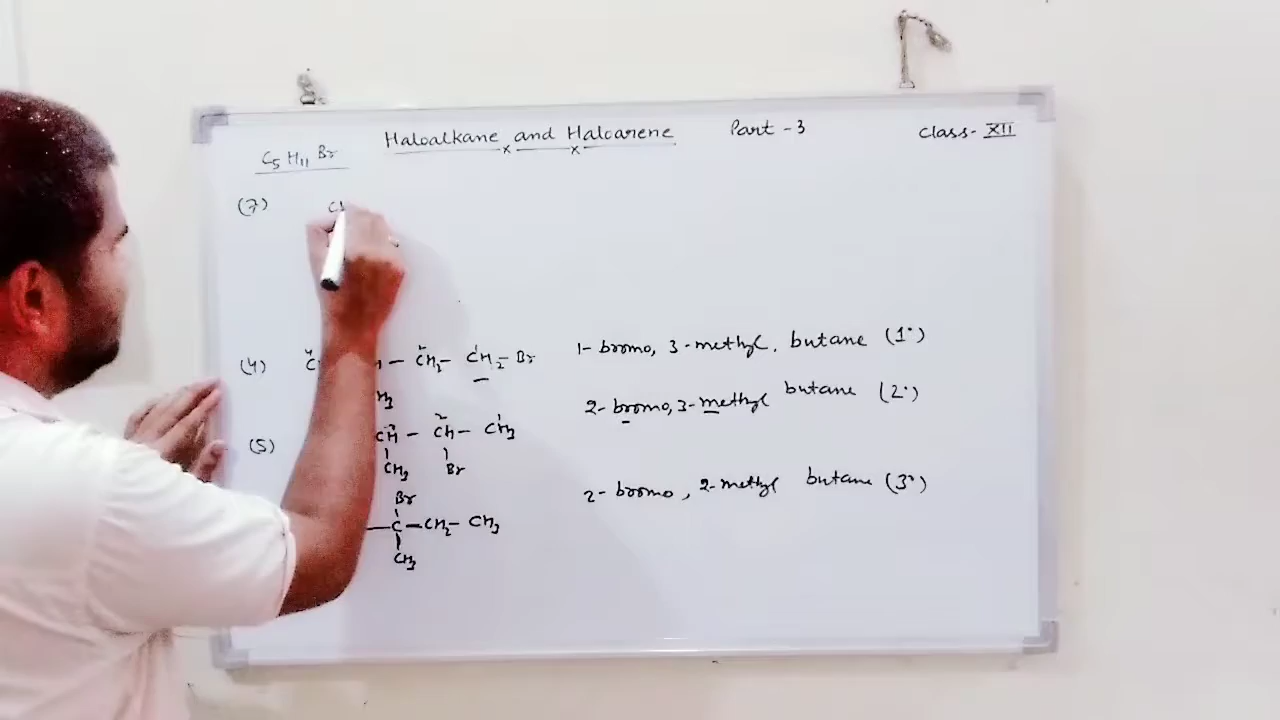 Haloalkane and Haloarene Part - 3 Class - XII
C5 H11 Br
(7) CH
(4) CH2 - CH2 - Br 1- bromo, 3-methyl. butane (1°)
2- bromo, 3-methyl butane (2°)
(5) CH - CH - CH3
CH3 Br
2- bromo, 2-methyl butane (3°)
Br
C - CH2 - CH3
CH3